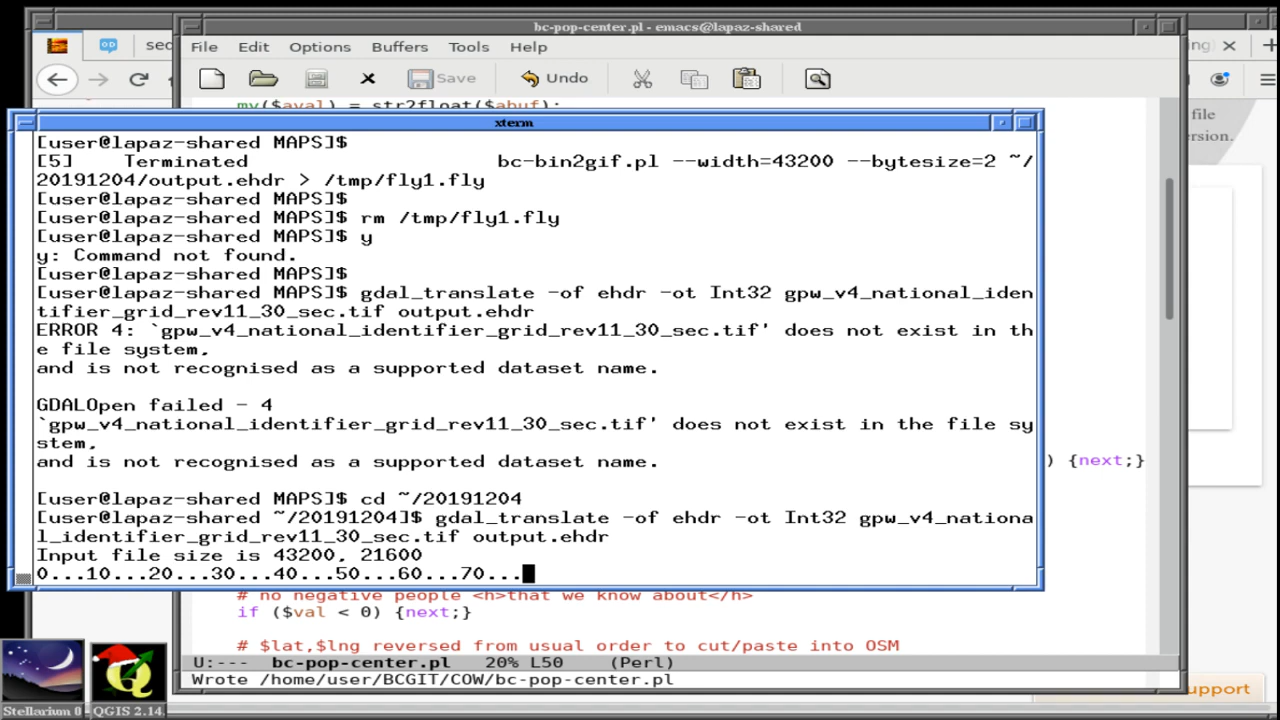 bc-pop-center.pl - emacs@lapaz-shared
File Edit Options Buffers Tools Help
sec
ing)
Save
Undo
file
ersion.
my($aval) = str2float($abuf);
xterm
[user@lapaz-shared MAPS]$
[5]    Terminated                    bc-bin2gif.pl --width=43200 --bytesize=2 ~/
20191204/output.ehdr > /tmp/fly1.fly
[user@lapaz-shared MAPS]$
[user@lapaz-shared MAPS]$ rm /tmp/fly1.fly
[user@lapaz-shared MAPS]$ y
y: Command not found.
[user@lapaz-shared MAPS]$
[user@lapaz-shared MAPS]$ gdal_translate -of ehdr -ot Int32 gpw_v4_national_iden
tifier_grid_rev11_30_sec.tif output.ehdr
ERROR 4: `gpw_v4_national_identifier_grid_rev11_30_sec.tif' does not exist in th
e file system,
and is not recognised as a supported dataset name.
GDALOpen failed - 4
`gpw_v4_national_identifier_grid_rev11_30_sec.tif' does not exist in the file sy
stem,
and is not recognised as a supported dataset name.
) {next;}
[user@lapaz-shared MAPS]$ cd ~/20191204
[user@lapaz-shared ~/20191204]$ gdal_translate -of ehdr -ot Int32 gpw_v4_nationa
l_identifier_grid_rev11_30_sec.tif output.ehdr
Input file size is 43200, 21600
0...10...20...30...40...50...60...70...
# no negative people <h>that we know about</h>
if ($val < 0) {next;}
# $lat,$lng reversed from usual order to cut/paste into OSM
U:---  bc-pop-center.pl   20% L50    (Perl)
Wrote /home/user/BCGIT/COW/bc-pop-center.pl
upport
Stellarium 0
QGIS 2.14.